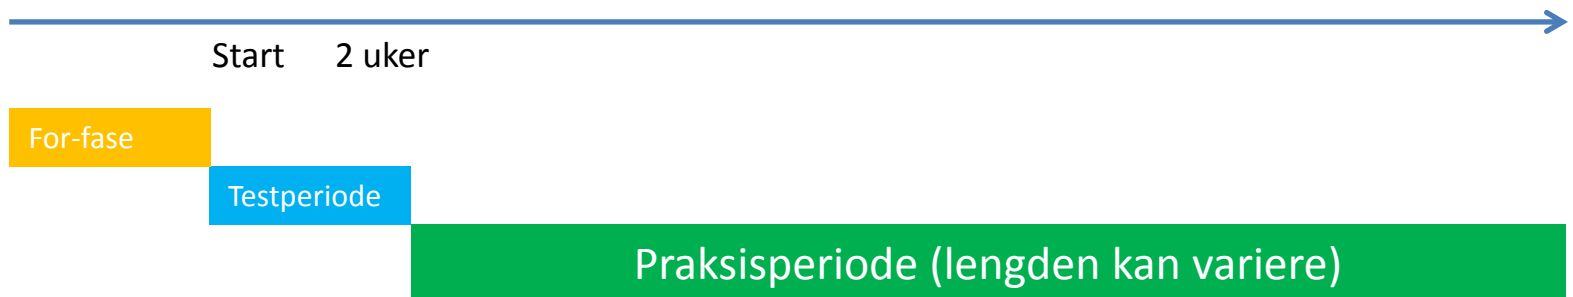 Start 2 uker
For-fase
Testperiode
Praksisperiode (lengden kan variere)